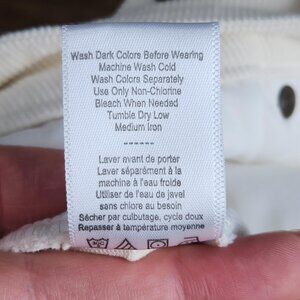 Wash Dark Colors Before Wearing
Machine Wash Cold
Wash Colors Separately
Use Only Non-Chlorine
Bleach When Needed
Tumble Dry Low
Medium Iron
------
Laver avant de porter
Laver séparément à la
machine à l'eau froide
Utiliser de l'eau de javel
sans chlore au besoin
Sécher par culbutage, cycle doux
Repasser à température moyenne